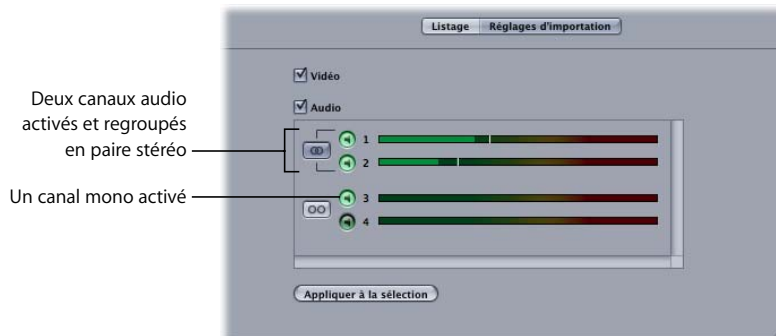 Listage Réglages d'importation
Vidéo
Audio
Deux canaux audio
activés et regroupés
en paire stéréo
1
2
Un canal mono activé
3
4
Appliquer à la sélection